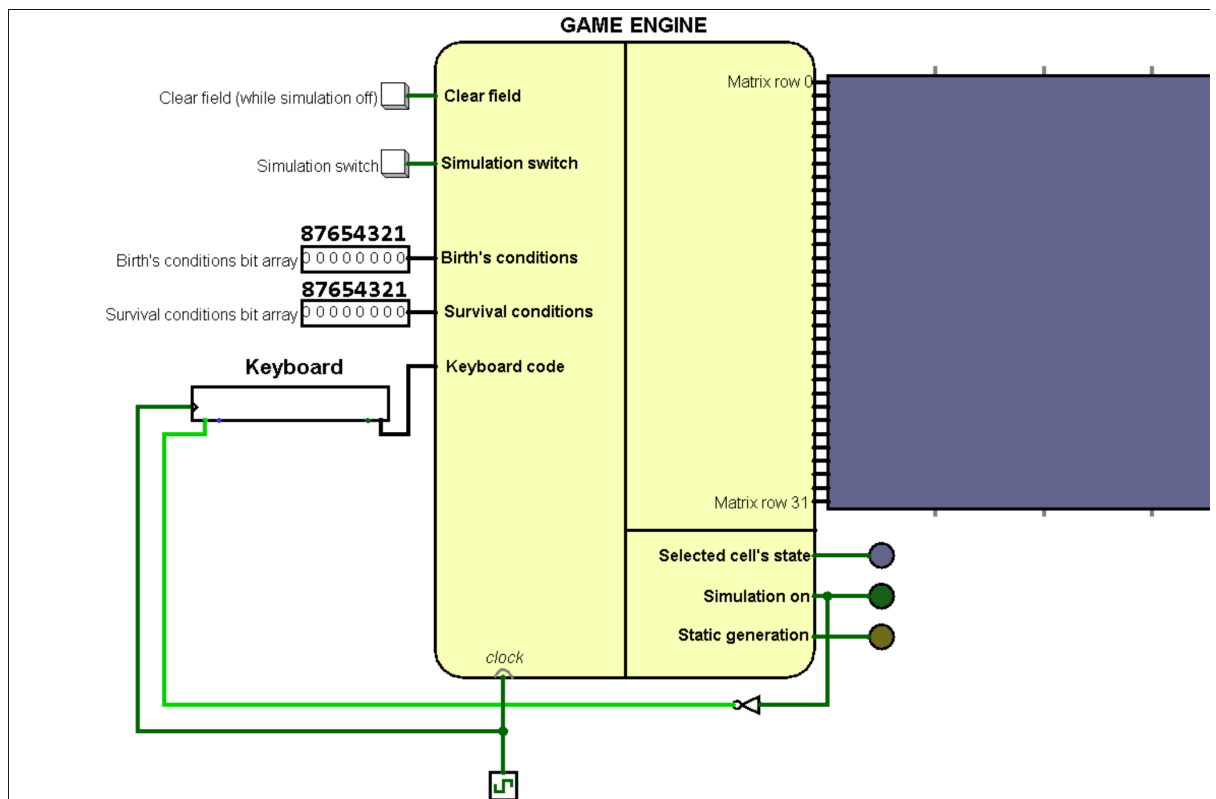 GAME ENGINE
Clear field (while simulation off)
Clear field
Matrix row 0
Simulation switch
Simulation switch
87654321
Birth's conditions bit array
0 0 0 0 0 0 0 0
Birth's conditions
87654321
Survival conditions bit array
0 0 0 0 0 0 0 0
Survival conditions
Keyboard
Keyboard code
Matrix row 31
Selected cell's state
Simulation on
Static generation
clock